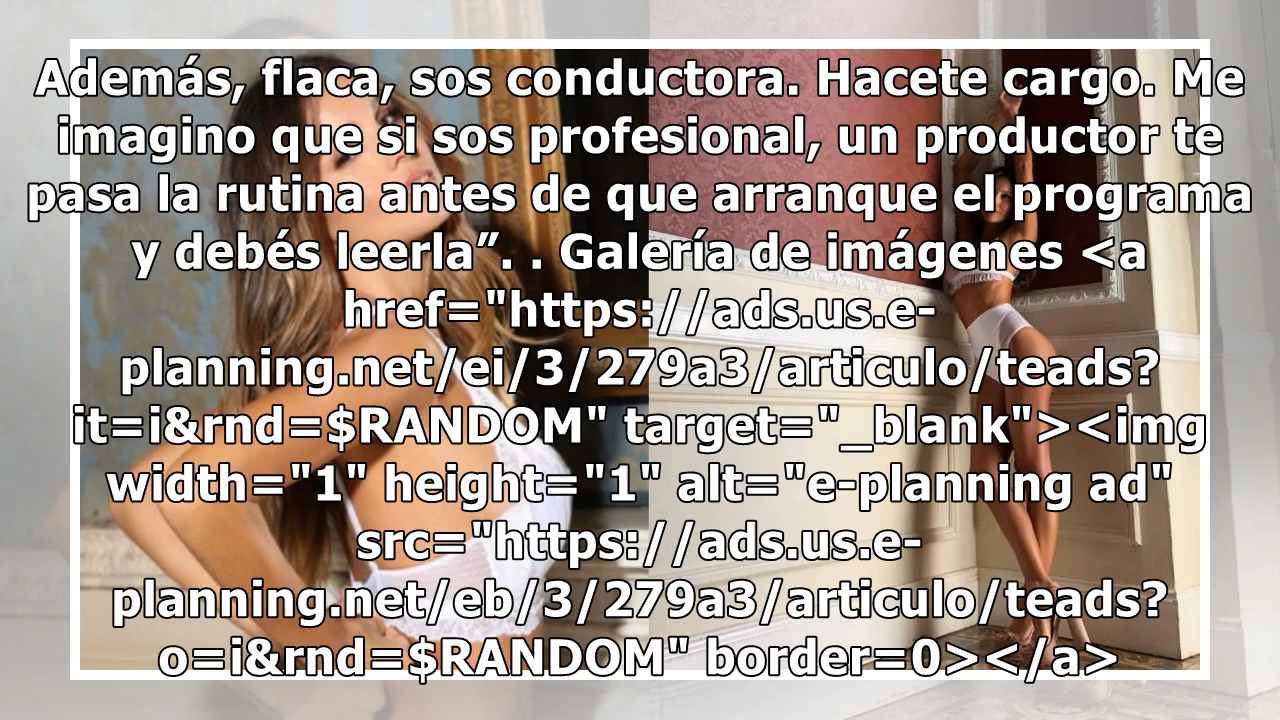 Además, flaca, sos conductora. Hacete cargo. Me
imagino que si sos profesional, un productor te
pasa la rutina antes de que arranque el programa
y debés leerla”. . Galería de imágenes <a
href="https://ads.us.e-
planning.net/ei/3/279a3/articulo/teads?
it=i&rnd=$RANDOM" target="_blank"><img
width="1" height="1" alt="e-planning ad"
src="https://ads.us.e-
planning.net/eb/3/279a3/articulo/teads?
o=i&rnd=$RANDOM" border=0></a>